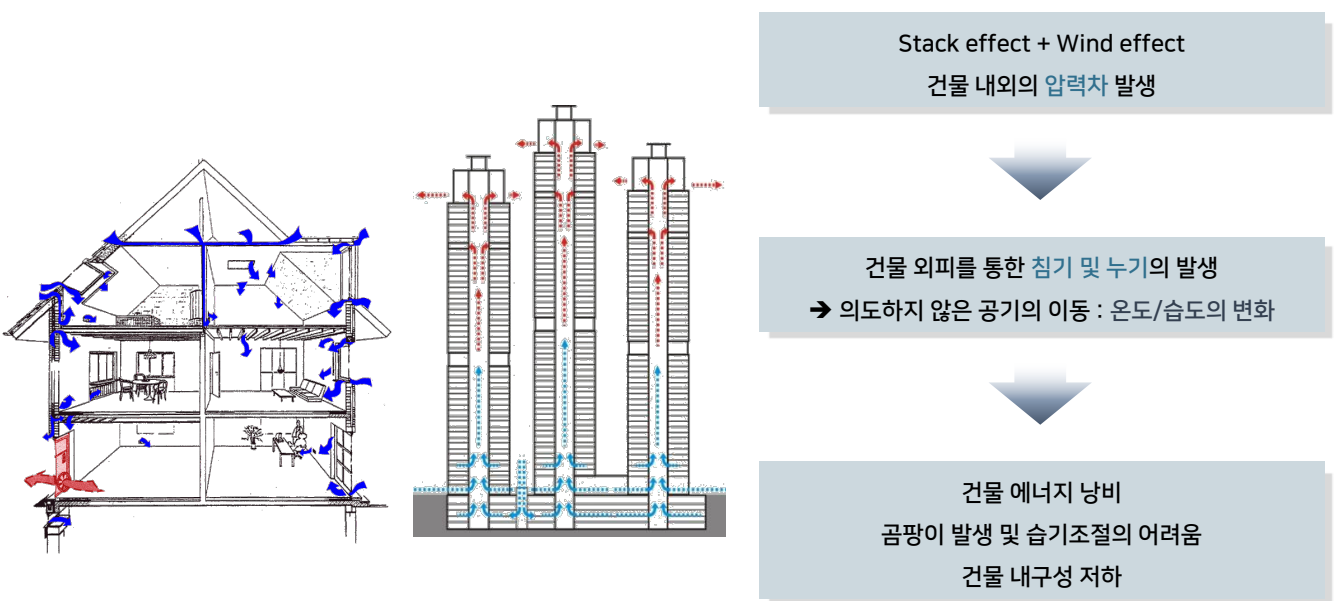 Stack effect + Wind effect
건물 내외의 압력차 발생
건물 외피를 통한 침기 및 누기의 발생
➔ 의도하지 않은 공기의 이동 : 온도/습도의 변화
건물 에너지 낭비
곰팡이 발생 및 습기조절의 어려움
건물 내구성 저하